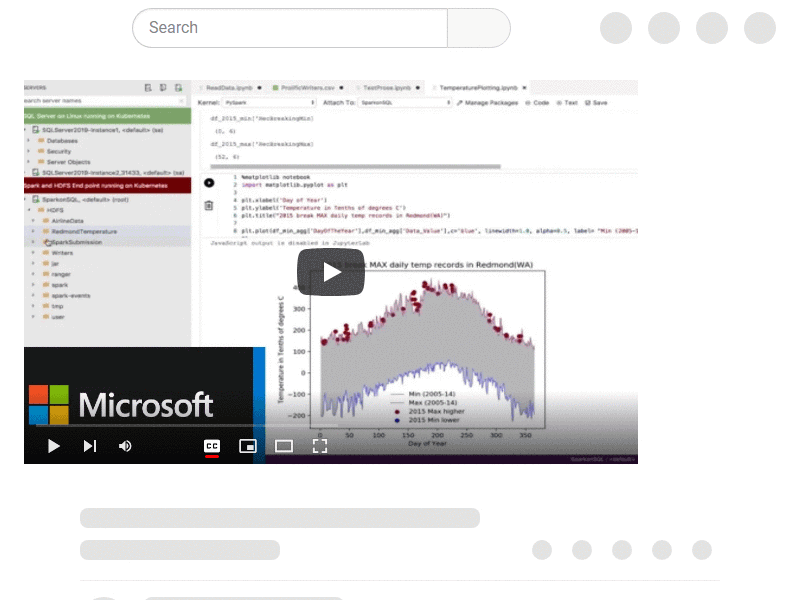 Search
SERVERS
ReadData.ipynb
ProlificWriters.csv
TextProse.ipynb
TemperaturePlotting.ipynb
search server names
Kernel: PySpark
Attach To: SparkonSQL
Manage Packages
Code
Text
Save
SQL Server on Linux running on Kubernetes
SQLServer2019-instance1, <default> (sa)
Databases
Security
Server Objects
SQLServer2019-instance2_31433, <default> (sa)
Spark and HDFS End point running on Kubernetes
SparkonSQL, <default> (root)
HDFS
AirlineData
RedmondTemperature
SparkSubmission
Writers
jar
ranger
spark
spark-events
tmp
user
df_2015_min['RecBreakingMin]
(0, 6)
df_2015_max['RecBreakingMax]
(52, 6)
1 %matplotlib notebook
2 import matplotlib.pyplot as plt
3
4 plt.xlabel('Day of Year')
5 plt.ylabel('Temperature in Tenths of degrees C')
6 plt.title("2015 break MAX daily temp records in Redmond(WA)")
7
8 plt.plot(df_min_agg['DayOfTheYear'],df_min_agg['Data_Value'],c='blue', linewidth=1.0, alpha=0.5, label= "Min (2005-1
JavaScript output is disabled in JupyterLab
break MAX daily temp records in Redmond(WA)
Temperature in Tenths of degrees C
300
200
100
0
−100
−200
Min (2005-14)
Max (2005-14)
2015 Max higher
2015 Min lower
0 50 100 150 200 250 300 350
Day of Year
Microsoft
CC
SparkonSQL : <default>